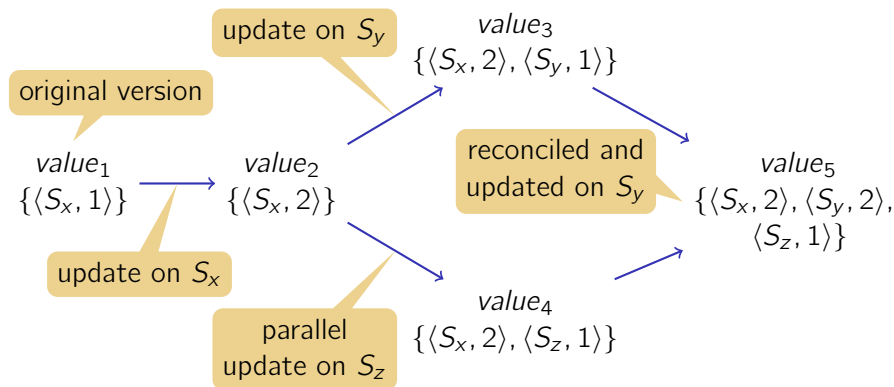 update on S_y
value_3
{⟨S_x, 2⟩, ⟨S_y, 1⟩}
original version
value_1
{⟨S_x, 1⟩}
value_2
{⟨S_x, 2⟩}
reconciled and
updated on S_y
value_5
{⟨S_x, 2⟩, ⟨S_y, 2⟩,
⟨S_z, 1⟩}
update on S_x
parallel
update on S_z
value_4
{⟨S_x, 2⟩, ⟨S_z, 1⟩}